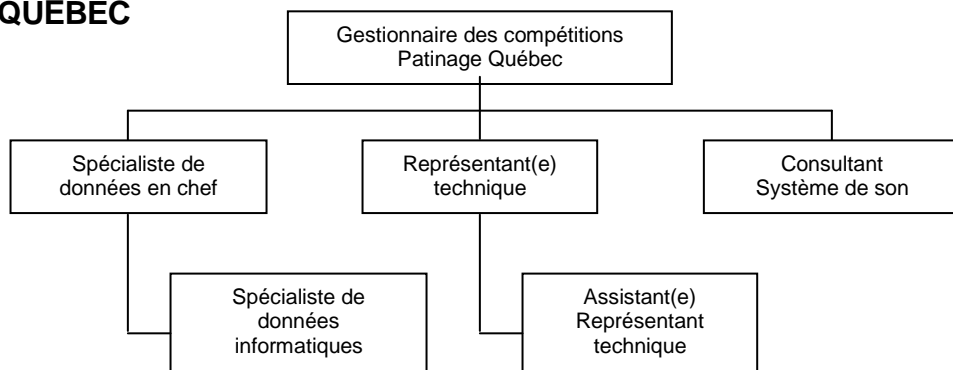 QUÉBEC
Gestionnaire des compétitions
Patinage Québec
Spécialiste de
données en chef
Représentant(e)
technique
Consultant
Système de son
Spécialiste de
données
informatiques
Assistant(e)
Représentant
technique